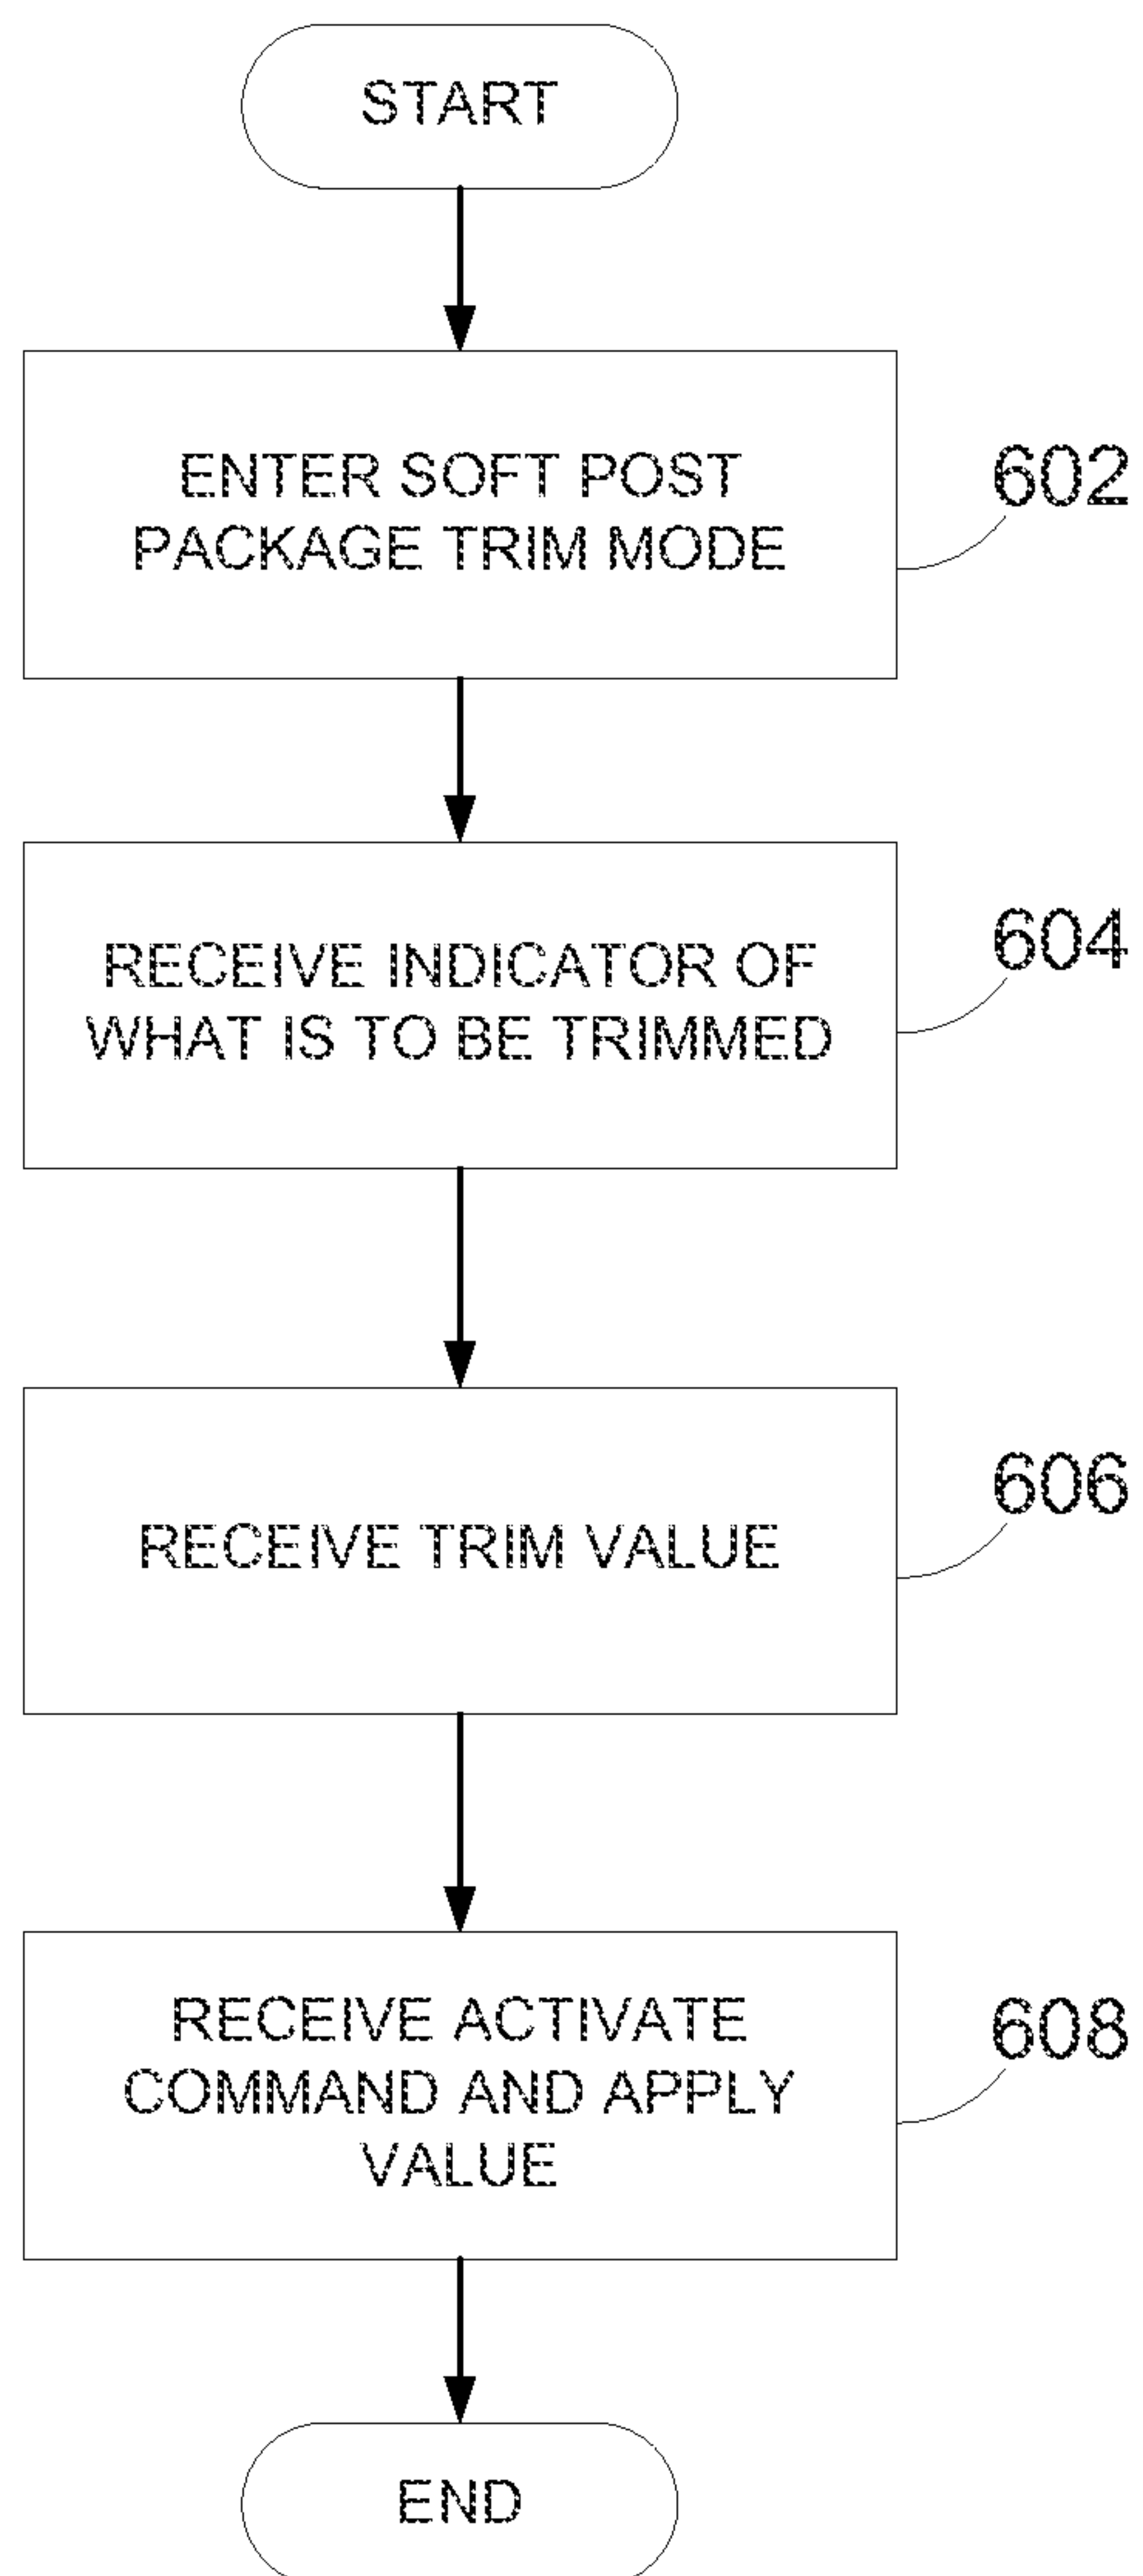 START
ENTER SOFT POST
PACKAGE TRIM MODE
602
RECEIVE INDICATOR OF
WHAT IS TO BE TRIMMED
604
RECEIVE TRIM VALUE
606
RECEIVE ACTIVATE
COMMAND AND APPLY
VALUE
608
END